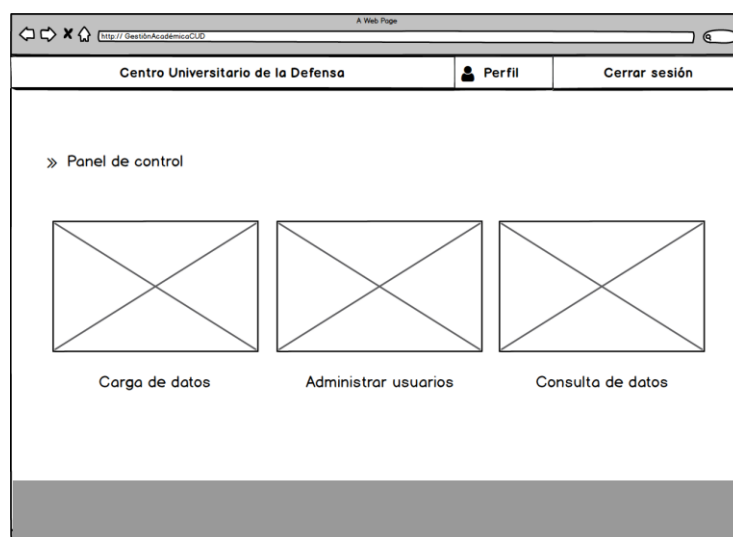 A Web Page
http:// GestiónAcadémicaCUD
Centro Universitario de la Defensa
Perfil
Cerrar sesión
Panel de control
Carga de datos
Administrar usuarios
Consulta de datos